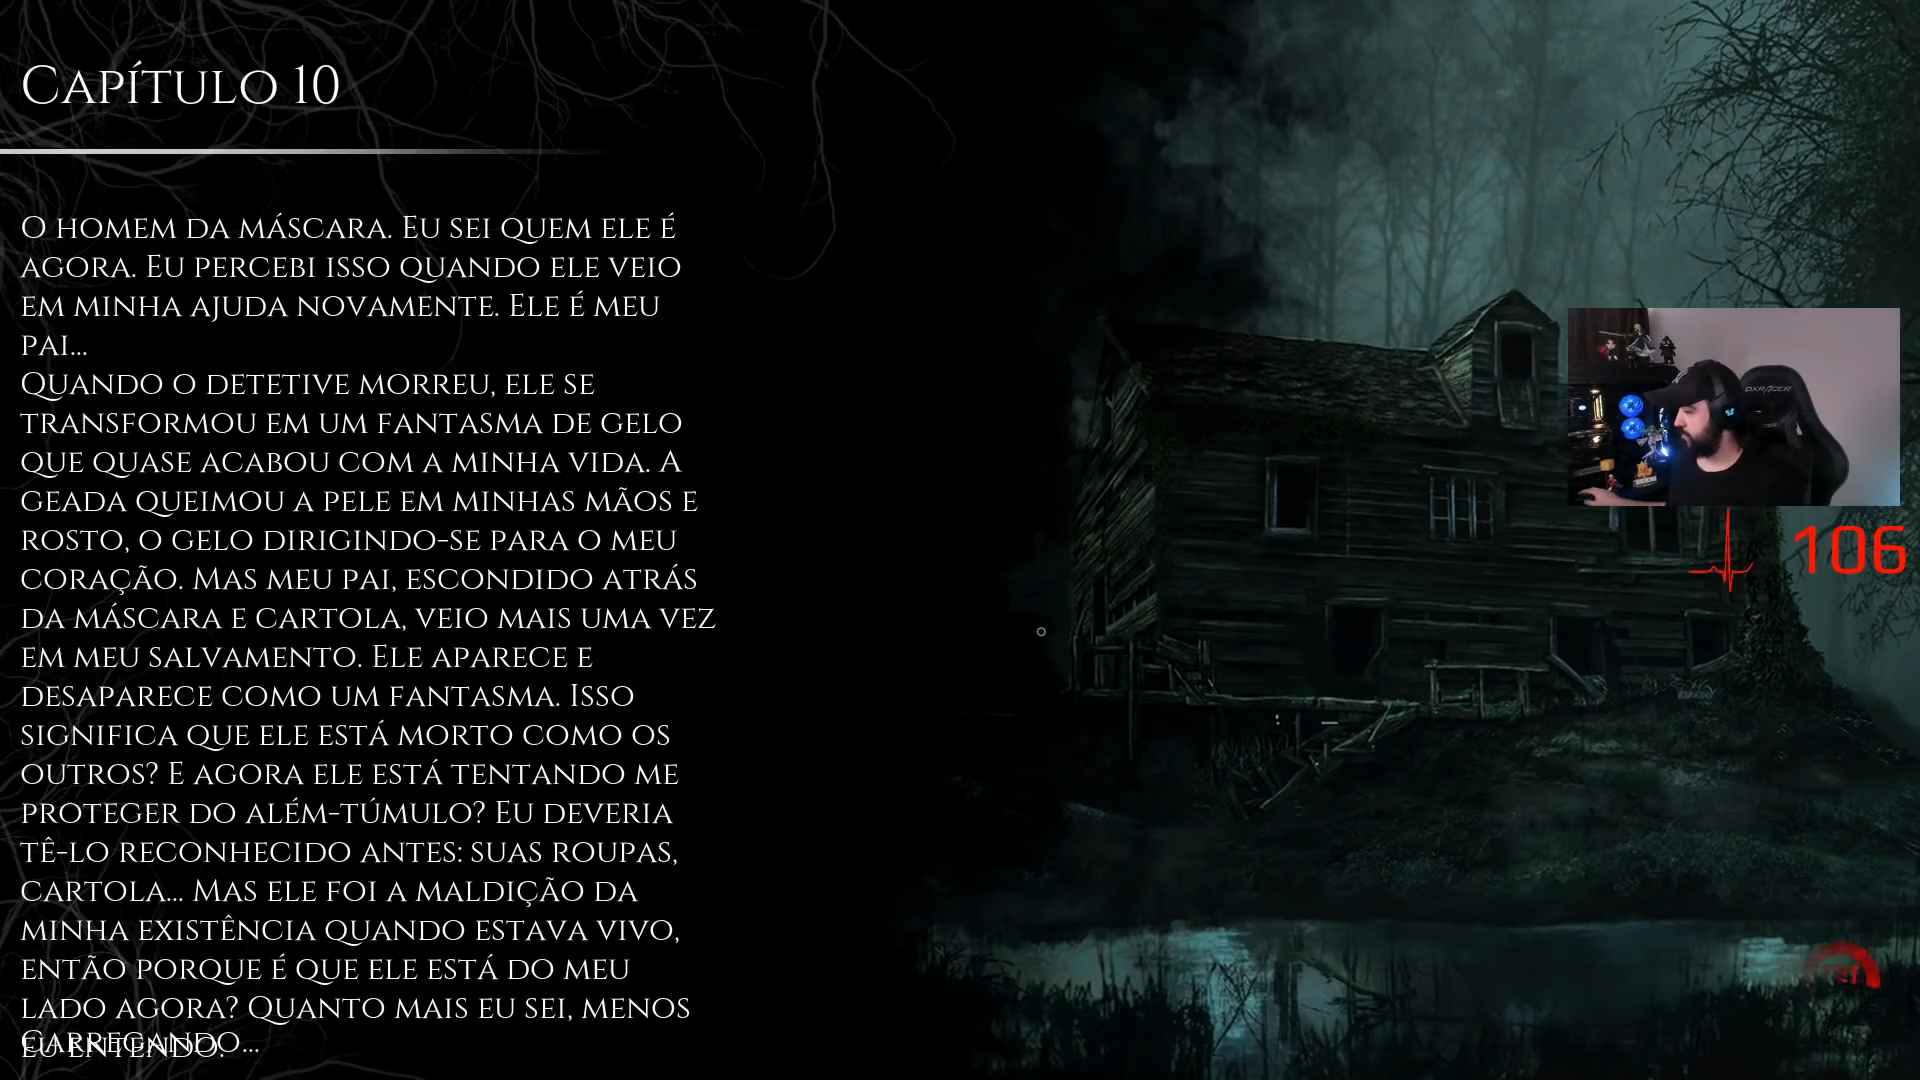 Capítulo 10
O homem da máscara. Eu sei quem ele é
agora. Eu percebi isso quando ele veio
em minha ajuda novamente. Ele é meu
pai...
Quando o detetive morreu, ele se
transformou em um fantasma de gelo
que quase acabou com a minha vida. A
geada queimou a pele em minhas mãos e
rosto, o gelo dirigindo-se para o meu
coração. Mas meu pai, escondido atrás
da máscara e cartola, veio mais uma vez
em meu salvamento. Ele aparece e
desaparece como um fantasma. Isso
significa que ele está morto como os
outros? E agora ele está tentando me
proteger do além-túmulo? Eu deveria
tê-lo reconhecido antes: suas roupas,
cartola... Mas ele foi a maldição da
minha existência quando estava vivo,
então porque é que ele está do meu
lado agora? Quanto mais eu sei, menos
eu entendo.
Carregando...
DXRACER
106